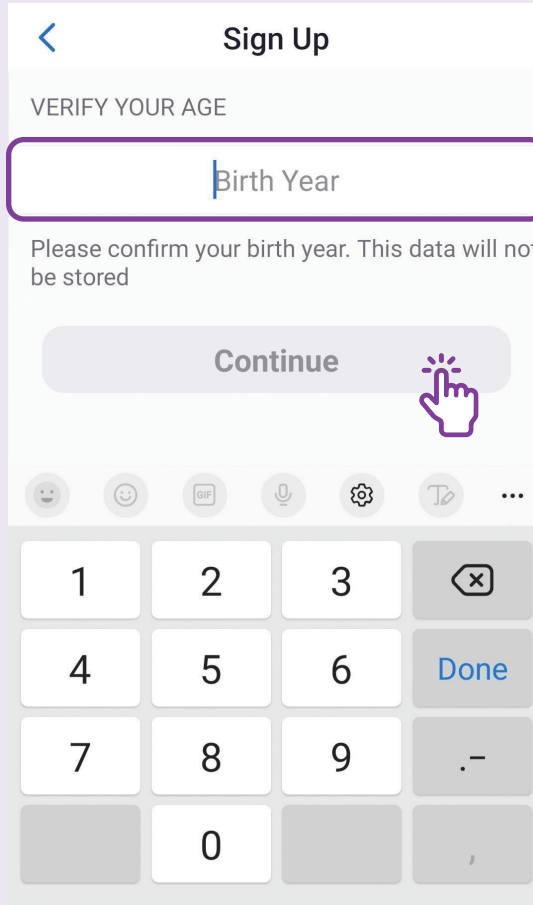 Sign Up
VERIFY YOUR AGE
Birth Year
Please confirm your birth year. This data will not
be stored
Continue
GIF
1 2 3
4 5 6 Done
7 8 9 .-
0 ,